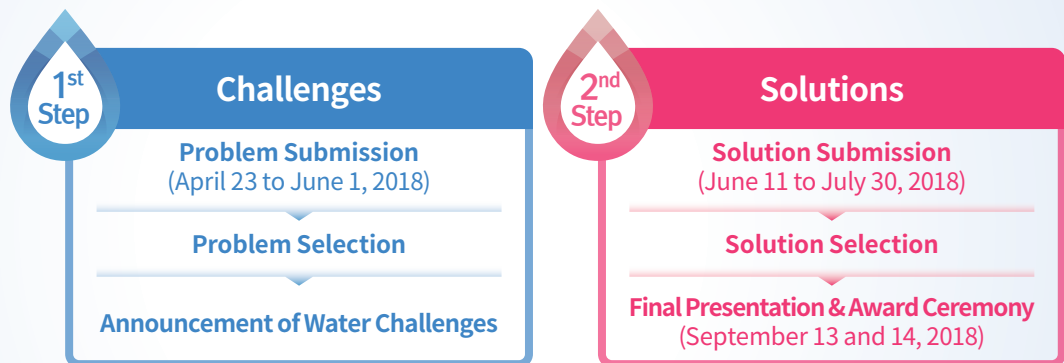 1st
Step
Challenges
Problem Submission
(April 23 to June 1, 2018)
Problem Selection
Announcement of Water Challenges
2nd
Step
Solutions
Solution Submission
(June 11 to July 30, 2018)
Solution Selection
Final Presentation & Award Ceremony
(September 13 and 14, 2018)